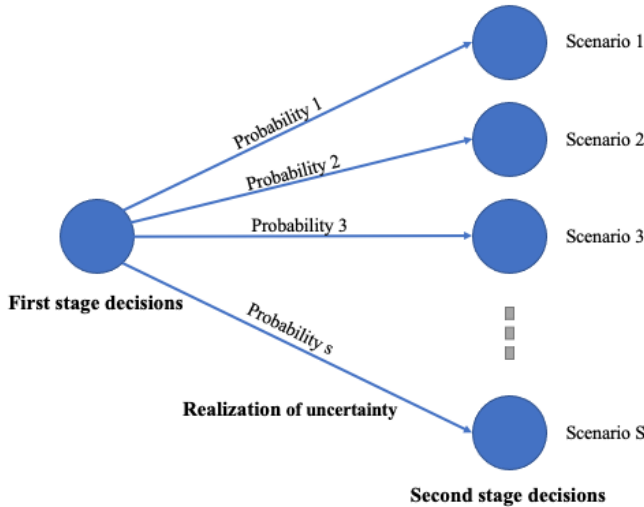 Scenario 1
Probability 1
Scenario 2
Probability 2
Probability 3
Scenario 3
First stage decisions
Probability s
Realization of uncertainty
Scenario S
Second stage decisions